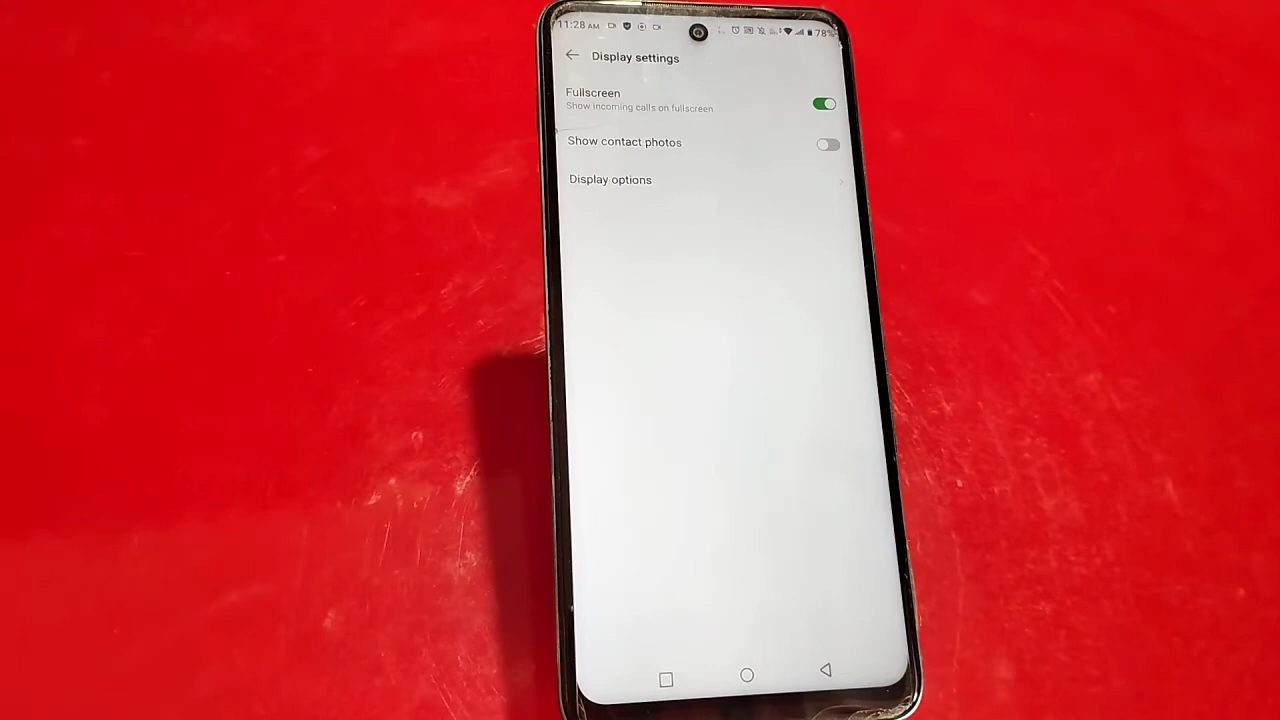 11:28 AM
78%
Display settings
Fullscreen
Show incoming calls on fullscreen
Show contact photos
Display options